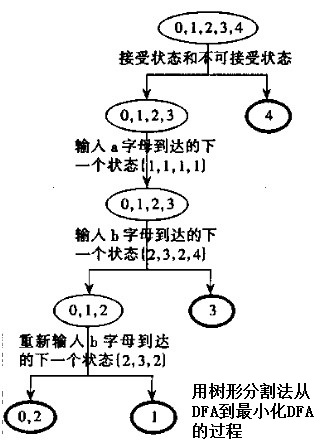 0,1,2,3,4
接受状态和不可接受状态
0,1,2,3
4
输入a字母到达的下
一个状态{1,1,1,1}
0,1,2,3
输入b字母到达的下
一个状态{2,3,2,4}
0,1,2
3
重新输入b字母到达
的下一个状态{2,3,2}
0,2
1
用树形分割法从
DFA到最小化DFA
的过程